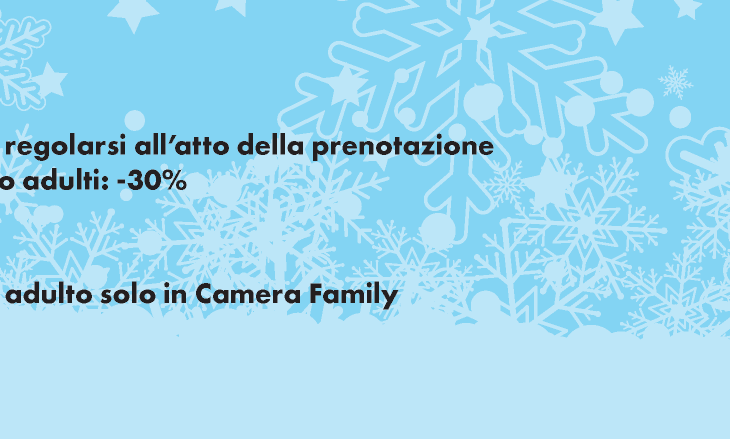 regolarsi all’atto della prenotazione
o adulti: -30%
adulto solo in Camera Family